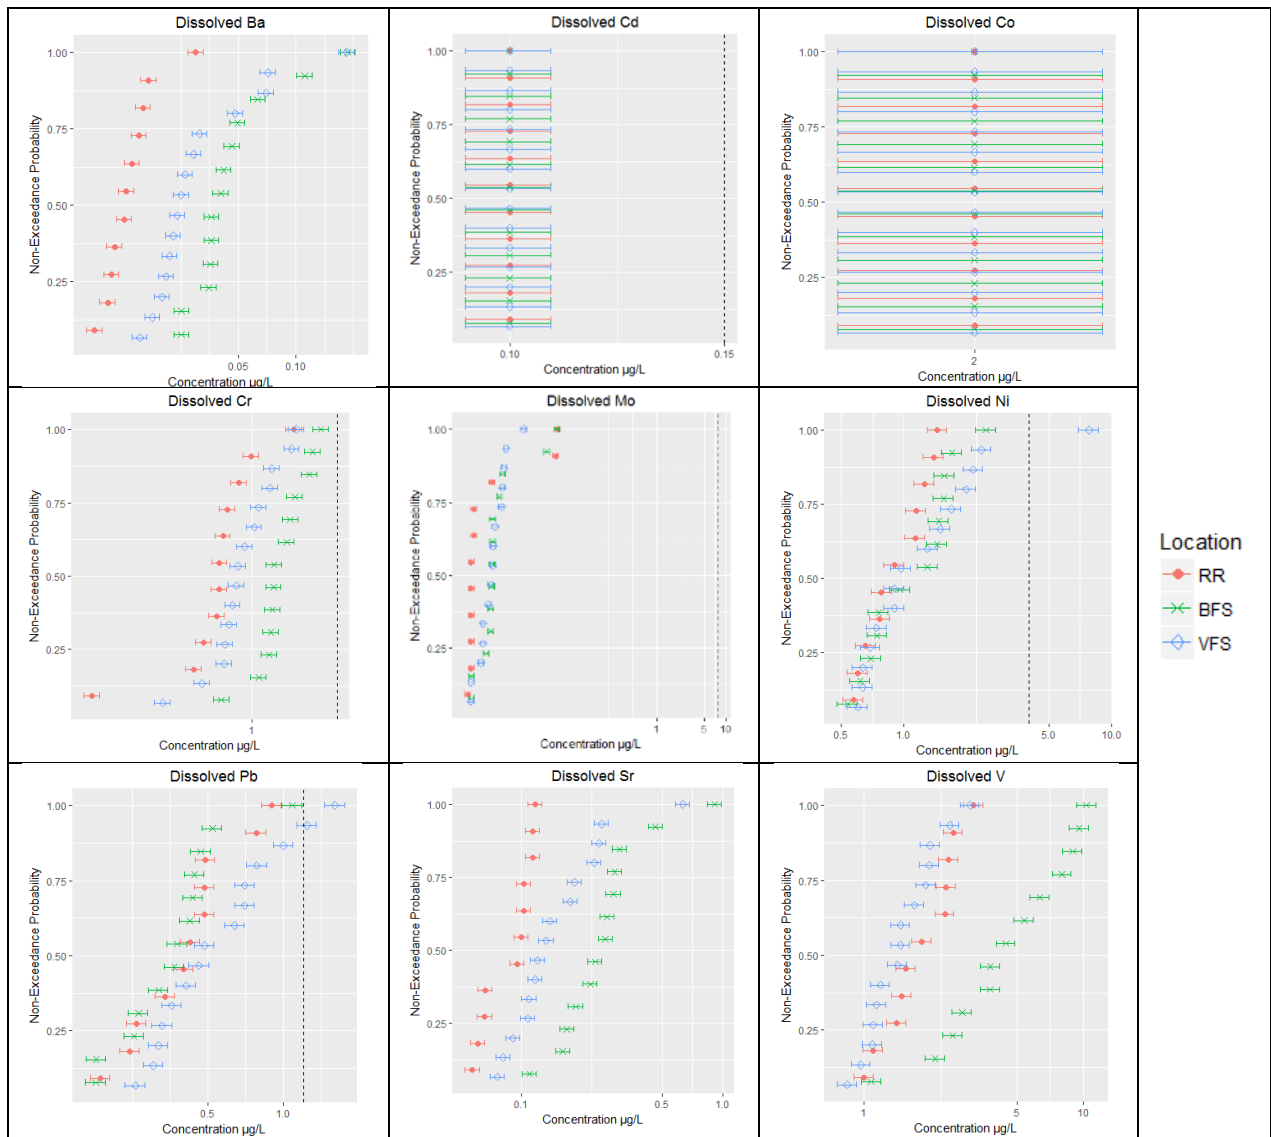 Dissolved Ba
Non-Exceedance Probability
1.00
0.75
0.50
0.25
0.05 0.10
Concentration µg/L
Dissolved Cd
Non-Exceedance Probability
1.00
0.75
0.50
0.25
0.10 0.15
Concentration µg/L
Dissolved Co
Non-Exceedance Probability
1.00
0.75
0.50
0.25
2
Concentration µg/L
Dissolved Cr
Non-Exceedance Probability
1.00
0.75
0.50
0.25
1
Concentration µg/L
Dissolved Mo
Non-Exceedance Probability
1.00
0.75
0.50
0.25
1 5 10
Concentration µg/L
Dissolved Ni
Non-Exceedance Probability
1.00
0.75
0.50
0.25
0.5 1.0 5.0 10.0
Concentration µg/L
Location
RR
BFS
VFS
Dissolved Pb
Non-Exceedance Probability
1.00
0.75
0.50
0.25
0.5 1.0
Concentration µg/L
Dissolved Sr
Non-Exceedance Probability
1.00
0.75
0.50
0.25
0.1 0.5 1.0
Concentration µg/L
Dissolved V
Non-Exceedance Probability
1.00
0.75
0.50
0.25
1 5 10
Concentration µg/L